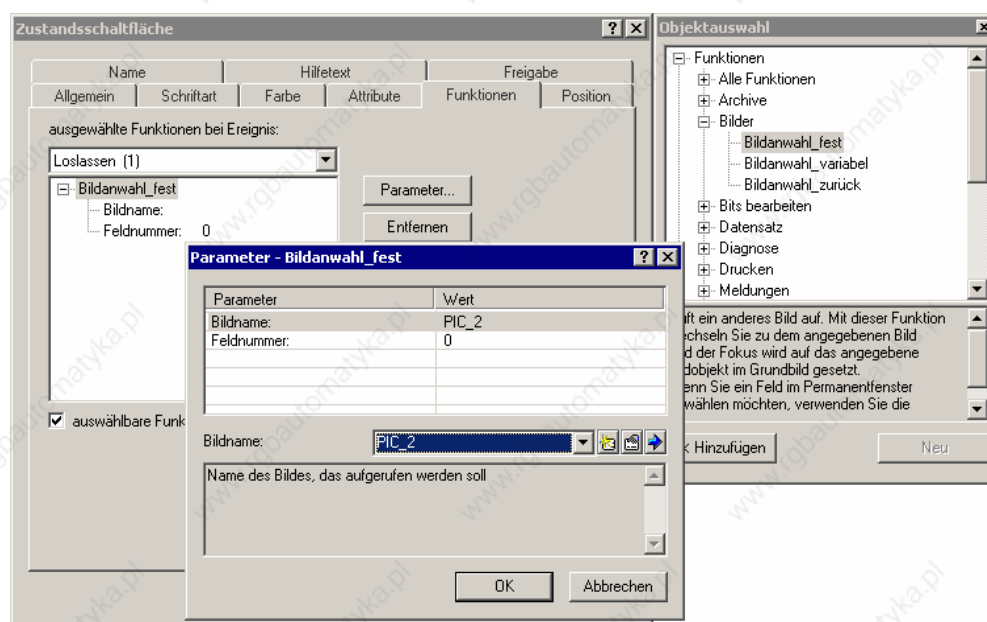 Zustandsschaltfläche
Name Hilfetext Freigabe
Allgemein Schriftart Farbe Attribute Funktionen Position
ausgewählte Funktionen bei Ereignis:
Loslassen (1)
Bildanwahl_fest
Bildname:
Feldnummer: 0
Parameter...
Entfernen
auswählbare Funk
Parameter - Bildanwahl_fest
Parameter Wert
Bildname: PIC_2
Feldnummer: 0
Bildname: PIC_2
Name des Bildes, das aufgerufen werden soll
OK Abbrechen
Objektauswahl
Funktionen
Alle Funktionen
Archive
Bilder
Bildanwahl_fest
Bildanwahl_variabel
Bildanwahl_zurück
Bits bearbeiten
Datensatz
Diagnose
Drucken
Meldungen
ft ein anderes Bild auf. Mit dieser Funktion
echseln Sie zu dem angegebenen Bild
d der Fokus wird auf das angegebene
dobjekt im Grundbild gesetzt.
enn Sie ein Feld im Permanentfenster
wählen möchten, verwenden Sie die
< Hinzufügen Neu
www.rgbautomatyka.pl